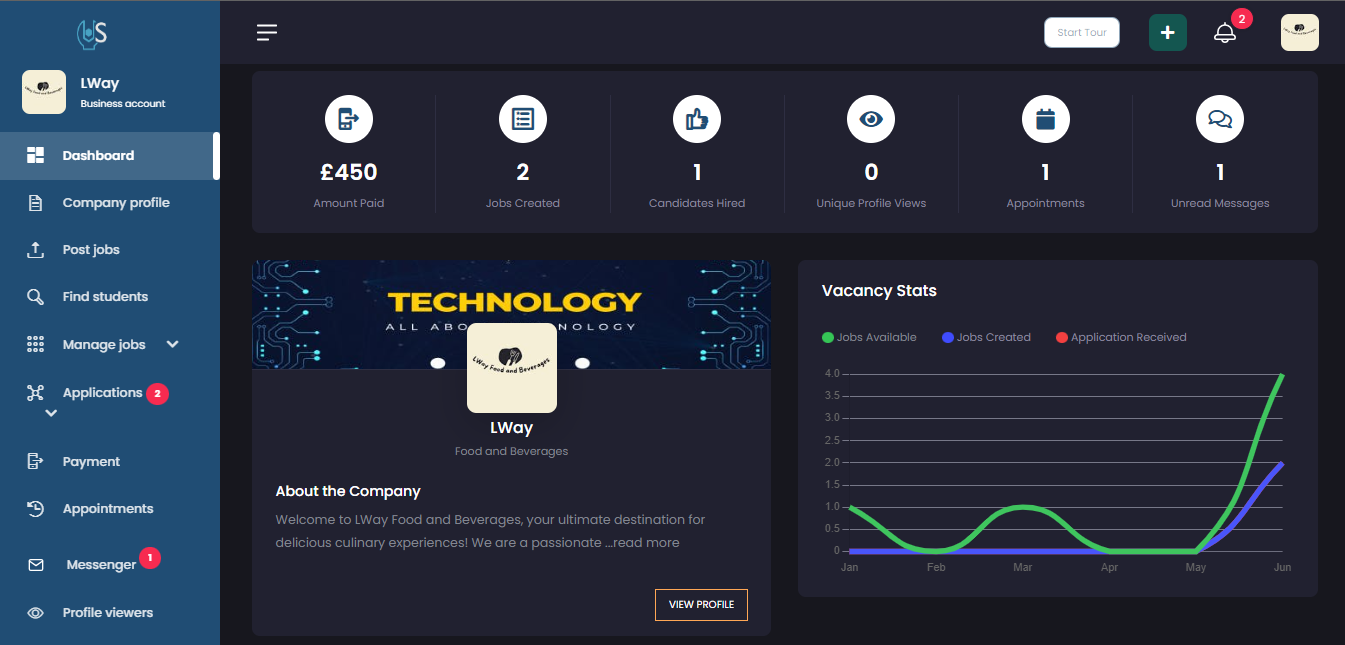 US
LWay
Business account
Dashboard
Company profile
Post jobs
Find students
Manage jobs
Applications 2
Payment
Appointments
Messenger 1
Profile viewers
Start Tour
+
2
LWay Food and Beverages
£450
2
1
0
1
1
Amount Paid
Jobs Created
Candidates Hired
Unique Profile Views
Appointments
Unread Messages
TECHNOLOGY
ALL ABO NOLOGY
LWay Food and Beverages
LWay
Food and Beverages
About the Company
Welcome to LWay Food and Beverages, your ultimate destination for
delicious culinary experiences! We are a passionate ...read more
VIEW PROFILE
Vacancy Stats
Jobs Available
Jobs Created
Application Received
4.0
3.5
3.0
2.5
2.0
1.5
1.0
0.5
0
Jan Feb Mar Apr May Jun